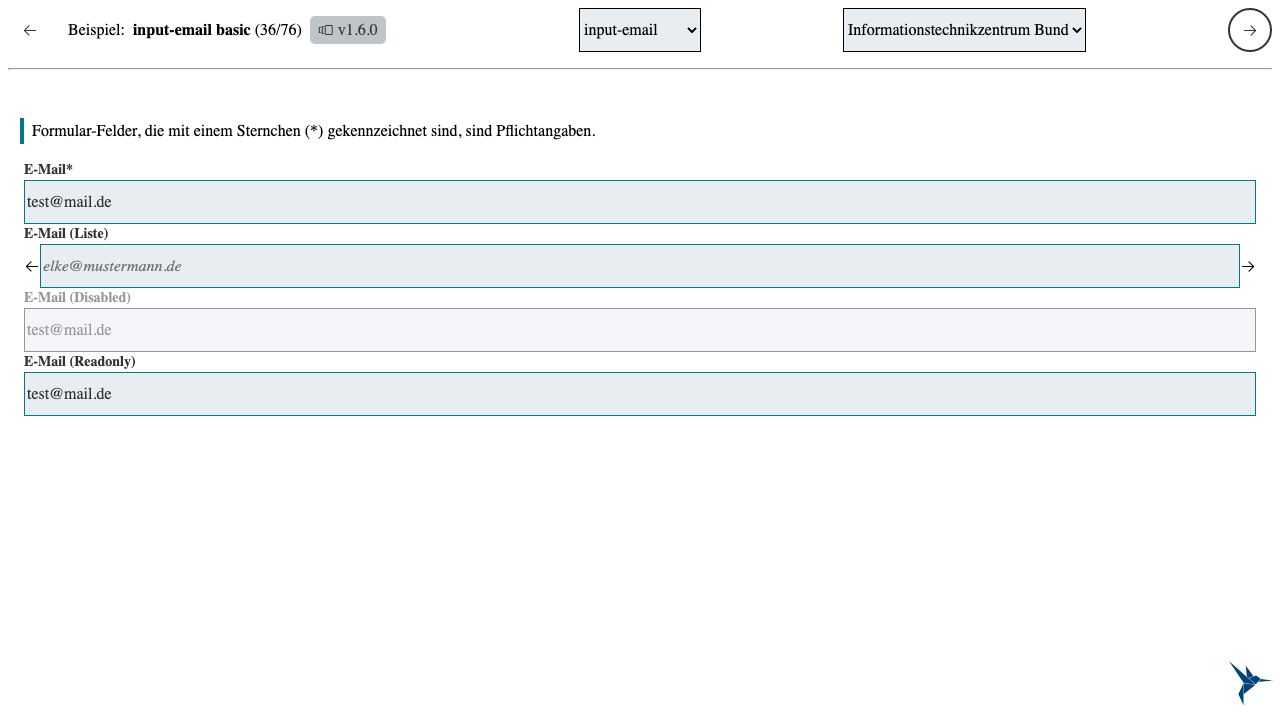 ← Beispiel: input-email basic (36/76) v1.6.0 input-email Informationstechnikzentrum Bund →
Formular-Felder, die mit einem Sternchen (*) gekennzeichnet sind, sind Pflichtangaben.
E-Mail*
test@mail.de
E-Mail (Liste)
← elke@mustermann.de →
E-Mail (Disabled)
test@mail.de
E-Mail (Readonly)
test@mail.de